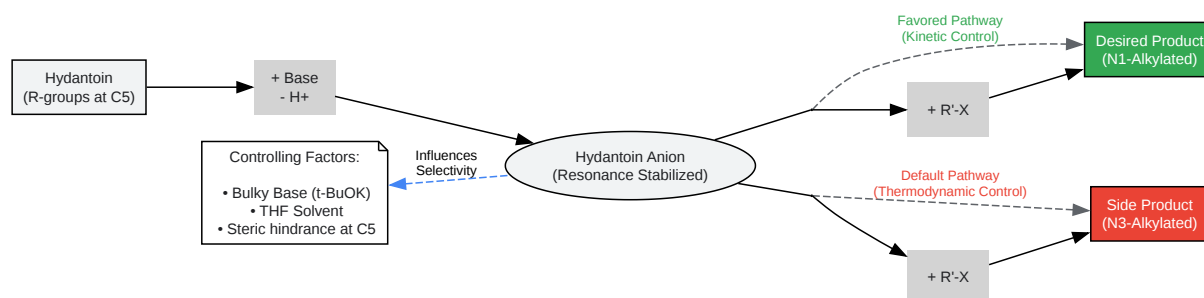 Hydantoin
(R-groups at C5)
+ Base
- H+
Controlling Factors:
• Bulky Base (t-BuOK)
• THF Solvent
• Steric hindrance at C5
Influences
Selectivity
Hydantoin Anion
(Resonance Stabilized)
Favored Pathway
(Kinetic Control)
+ R'-X
Desired Product
(N1-Alkylated)
Default Pathway
(Thermodynamic Control)
+ R'-X
Side Product
(N3-Alkylated)